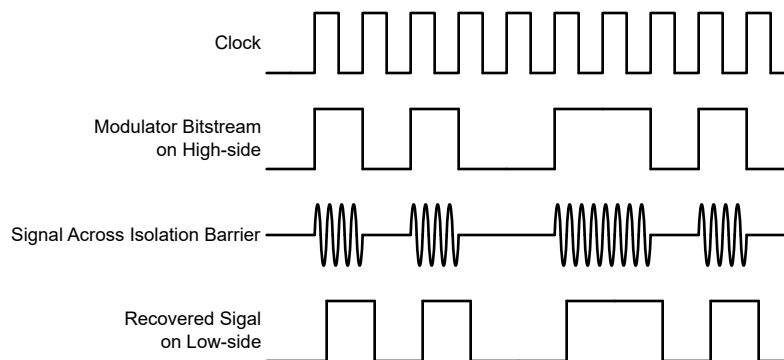 Clock
Modulator Bitstream
on High-side
Signal Across Isolation Barrier
Recovered Sigal
on Low-side